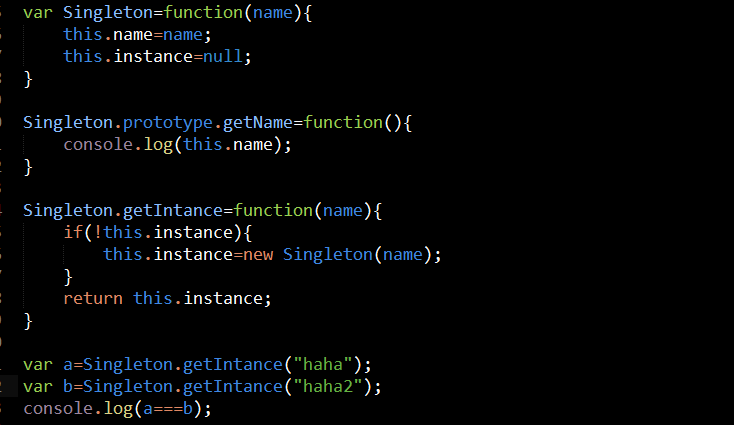 var Singleton=function(name){
    this.name=name;
    this.instance=null;
}
Singleton.prototype.getName=function(){
    console.log(this.name);
}
Singleton.getIntance=function(name){
    if(!this.instance){
        this.instance=new Singleton(name);
    }
    return this.instance;
}
var a=Singleton.getIntance("haha");
var b=Singleton.getIntance("haha2");
console.log(a===b);